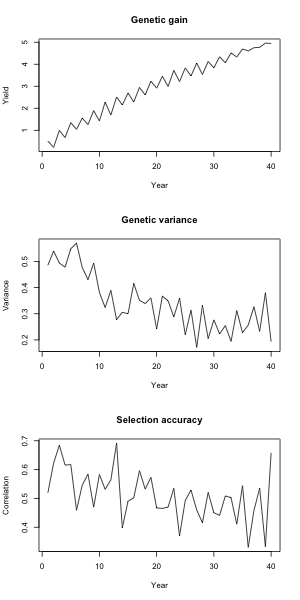 Genetic gain
5
4
3
2
1
Yield
0 10 20 30 40
Year
Genetic variance
0.5
0.4
0.3
0.2
Variance
0 10 20 30 40
Year
Selection accuracy
0.7
0.6
0.5
0.4
Correlation
0 10 20 30 40
Year